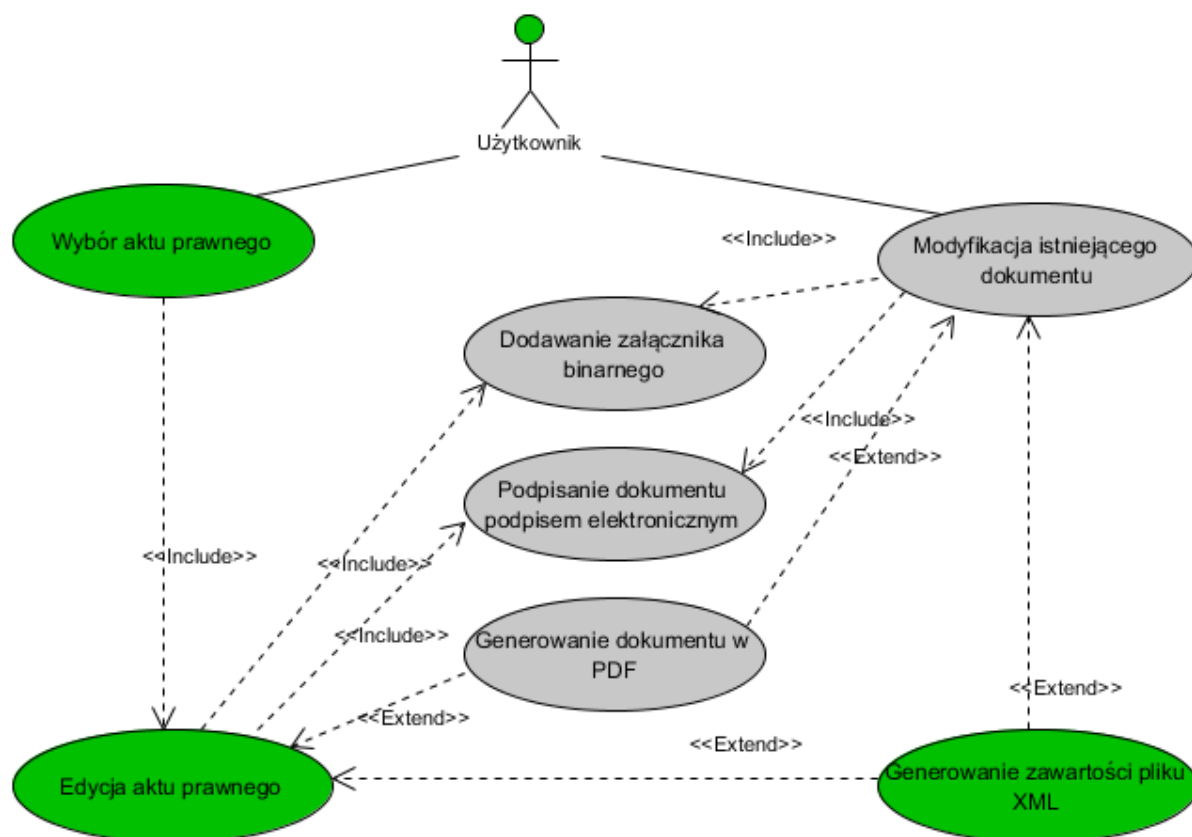 Użytkownik
Wybór aktu prawnego
<<Include>>
Modyfikacja istniejącego
dokumentu
Dodawanie załącznika
binarnego
<<Include>>
<<Extend>>
Podpisanie dokumentu
podpisem elektronicznym
<<Include>>
<<Include>>
<<Include>>
Generowanie dokumentu w
PDF
<<Extend>>
<<Extend>>
<<Extend>>
Edycja aktu prawnego
Generowanie zawartości pliku
XML